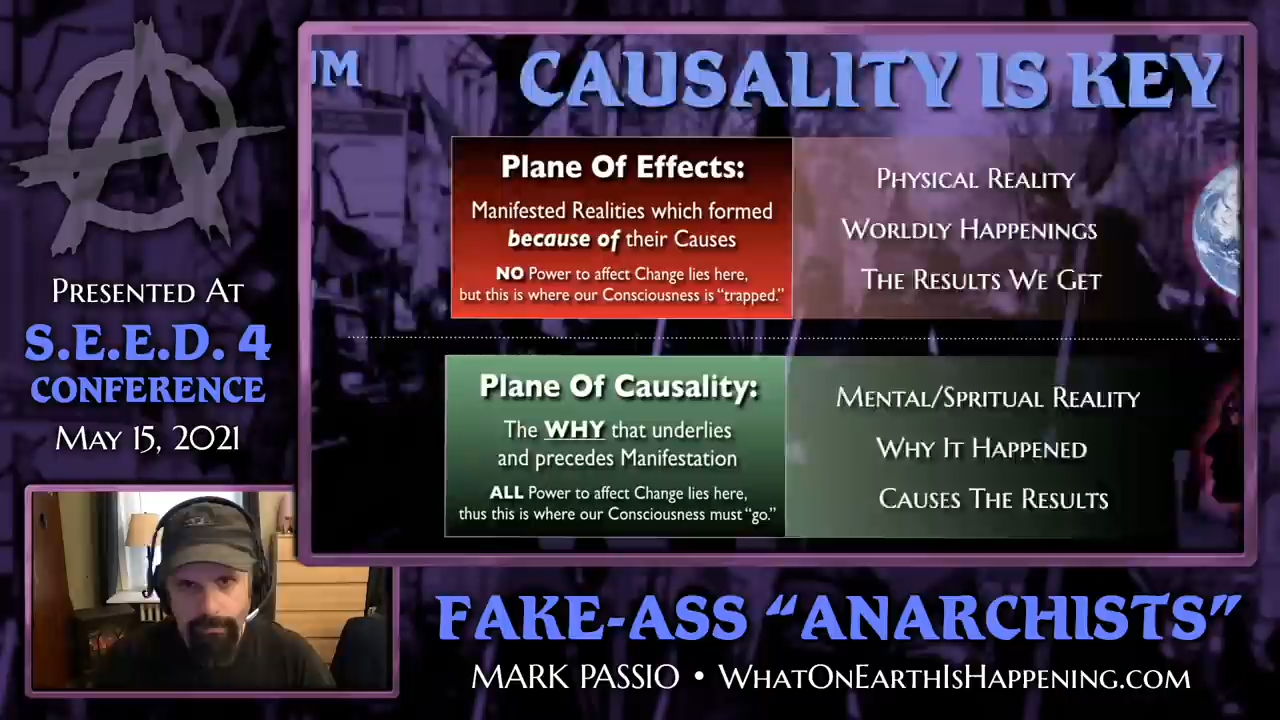 UM
CAUSALITY IS KEY
Plane Of Effects:
Manifested Realities which formed
because of their Causes
NO Power to affect Change lies here,
but this is where our Consciousness is “trapped.”
PHYSICAL REALITY
WORLDLY HAPPENINGS
THE RESULTS WE GET
Plane Of Causality:
The WHY that underlies
and precedes Manifestation
ALL Power to affect Change lies here,
thus this is where our Consciousness must “go.”
MENTAL/SPRITUAL REALITY
WHY IT HAPPENED
CAUSES THE RESULTS
PRESENTED AT
S.E.E.D. 4
CONFERENCE
MAY 15, 2021
FAKE-ASS “ANARCHISTS”
MARK PASSIO • WHATONEARTHISHAPPENING.COM